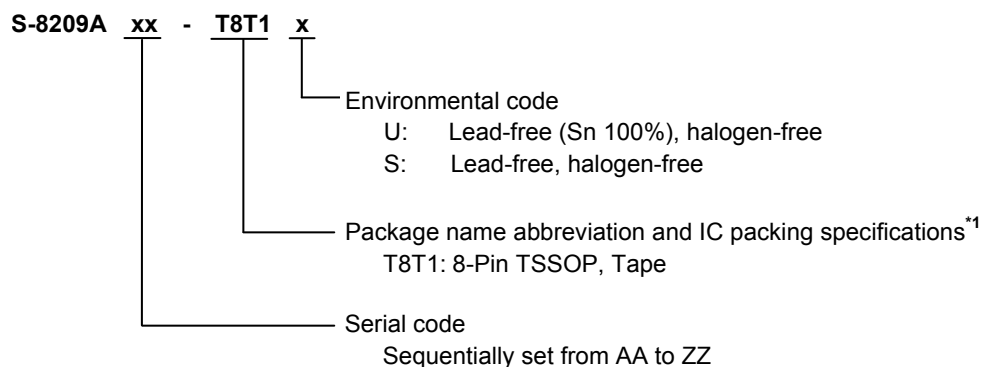 S-8209A xx - T8T1 x
Environmental code
U: Lead-free (Sn 100%), halogen-free
S: Lead-free, halogen-free
Package name abbreviation and IC packing specifications*1
T8T1: 8-Pin TSSOP, Tape
Serial code
Sequentially set from AA to ZZ